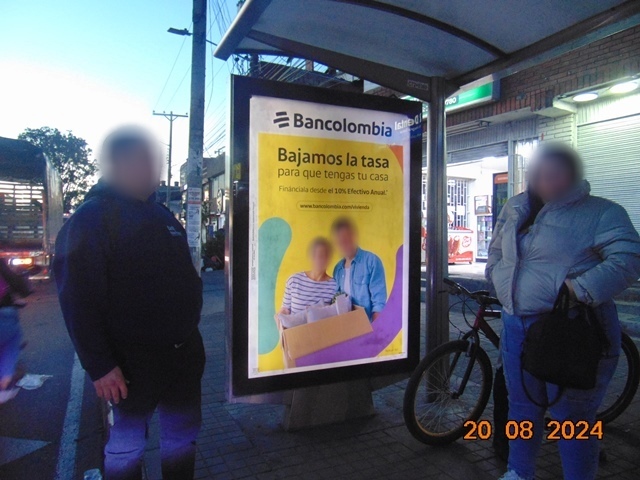 Bancolombia
Bajamos la tasa
para que tengas tu casa
Finánciala desde el 10% Efectivo Anual.*
www.bancolombia.com/vivienda
20 08 2024